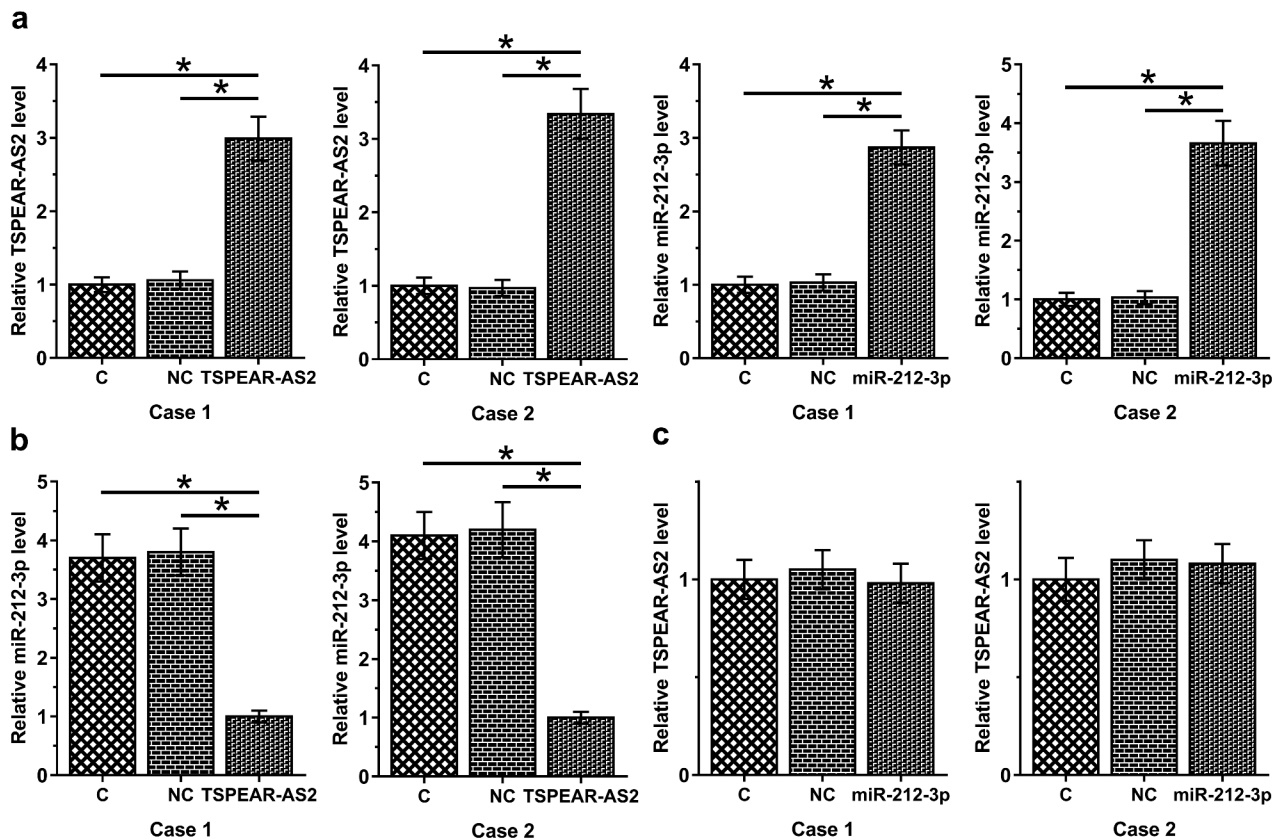 a
Relative TSPEAR-AS2 level
4
3
2
1
0
* *
C NC TSPEAR-AS2
Case 1
Relative TSPEAR-AS2 level
4
3
2
1
0
* *
C NC TSPEAR-AS2
Case 2
Relative miR-212-3p level
4
3
2
1
0
* *
C NC miR-212-3p
Case 1
Relative miR-212-3p level
5
4
3
2
1
0
* *
C NC miR-212-3p
Case 2
b
Relative miR-212-3p level
5
4
3
2
1
0
* *
C NC TSPEAR-AS2
Case 1
Relative miR-212-3p level
5
4
3
2
1
0
* *
C NC TSPEAR-AS2
Case 2
c
Relative TSPEAR-AS2 level
1
0
C NC miR-212-3p
Case 1
Relative TSPEAR-AS2 level
1
0
C NC miR-212-3p
Case 2